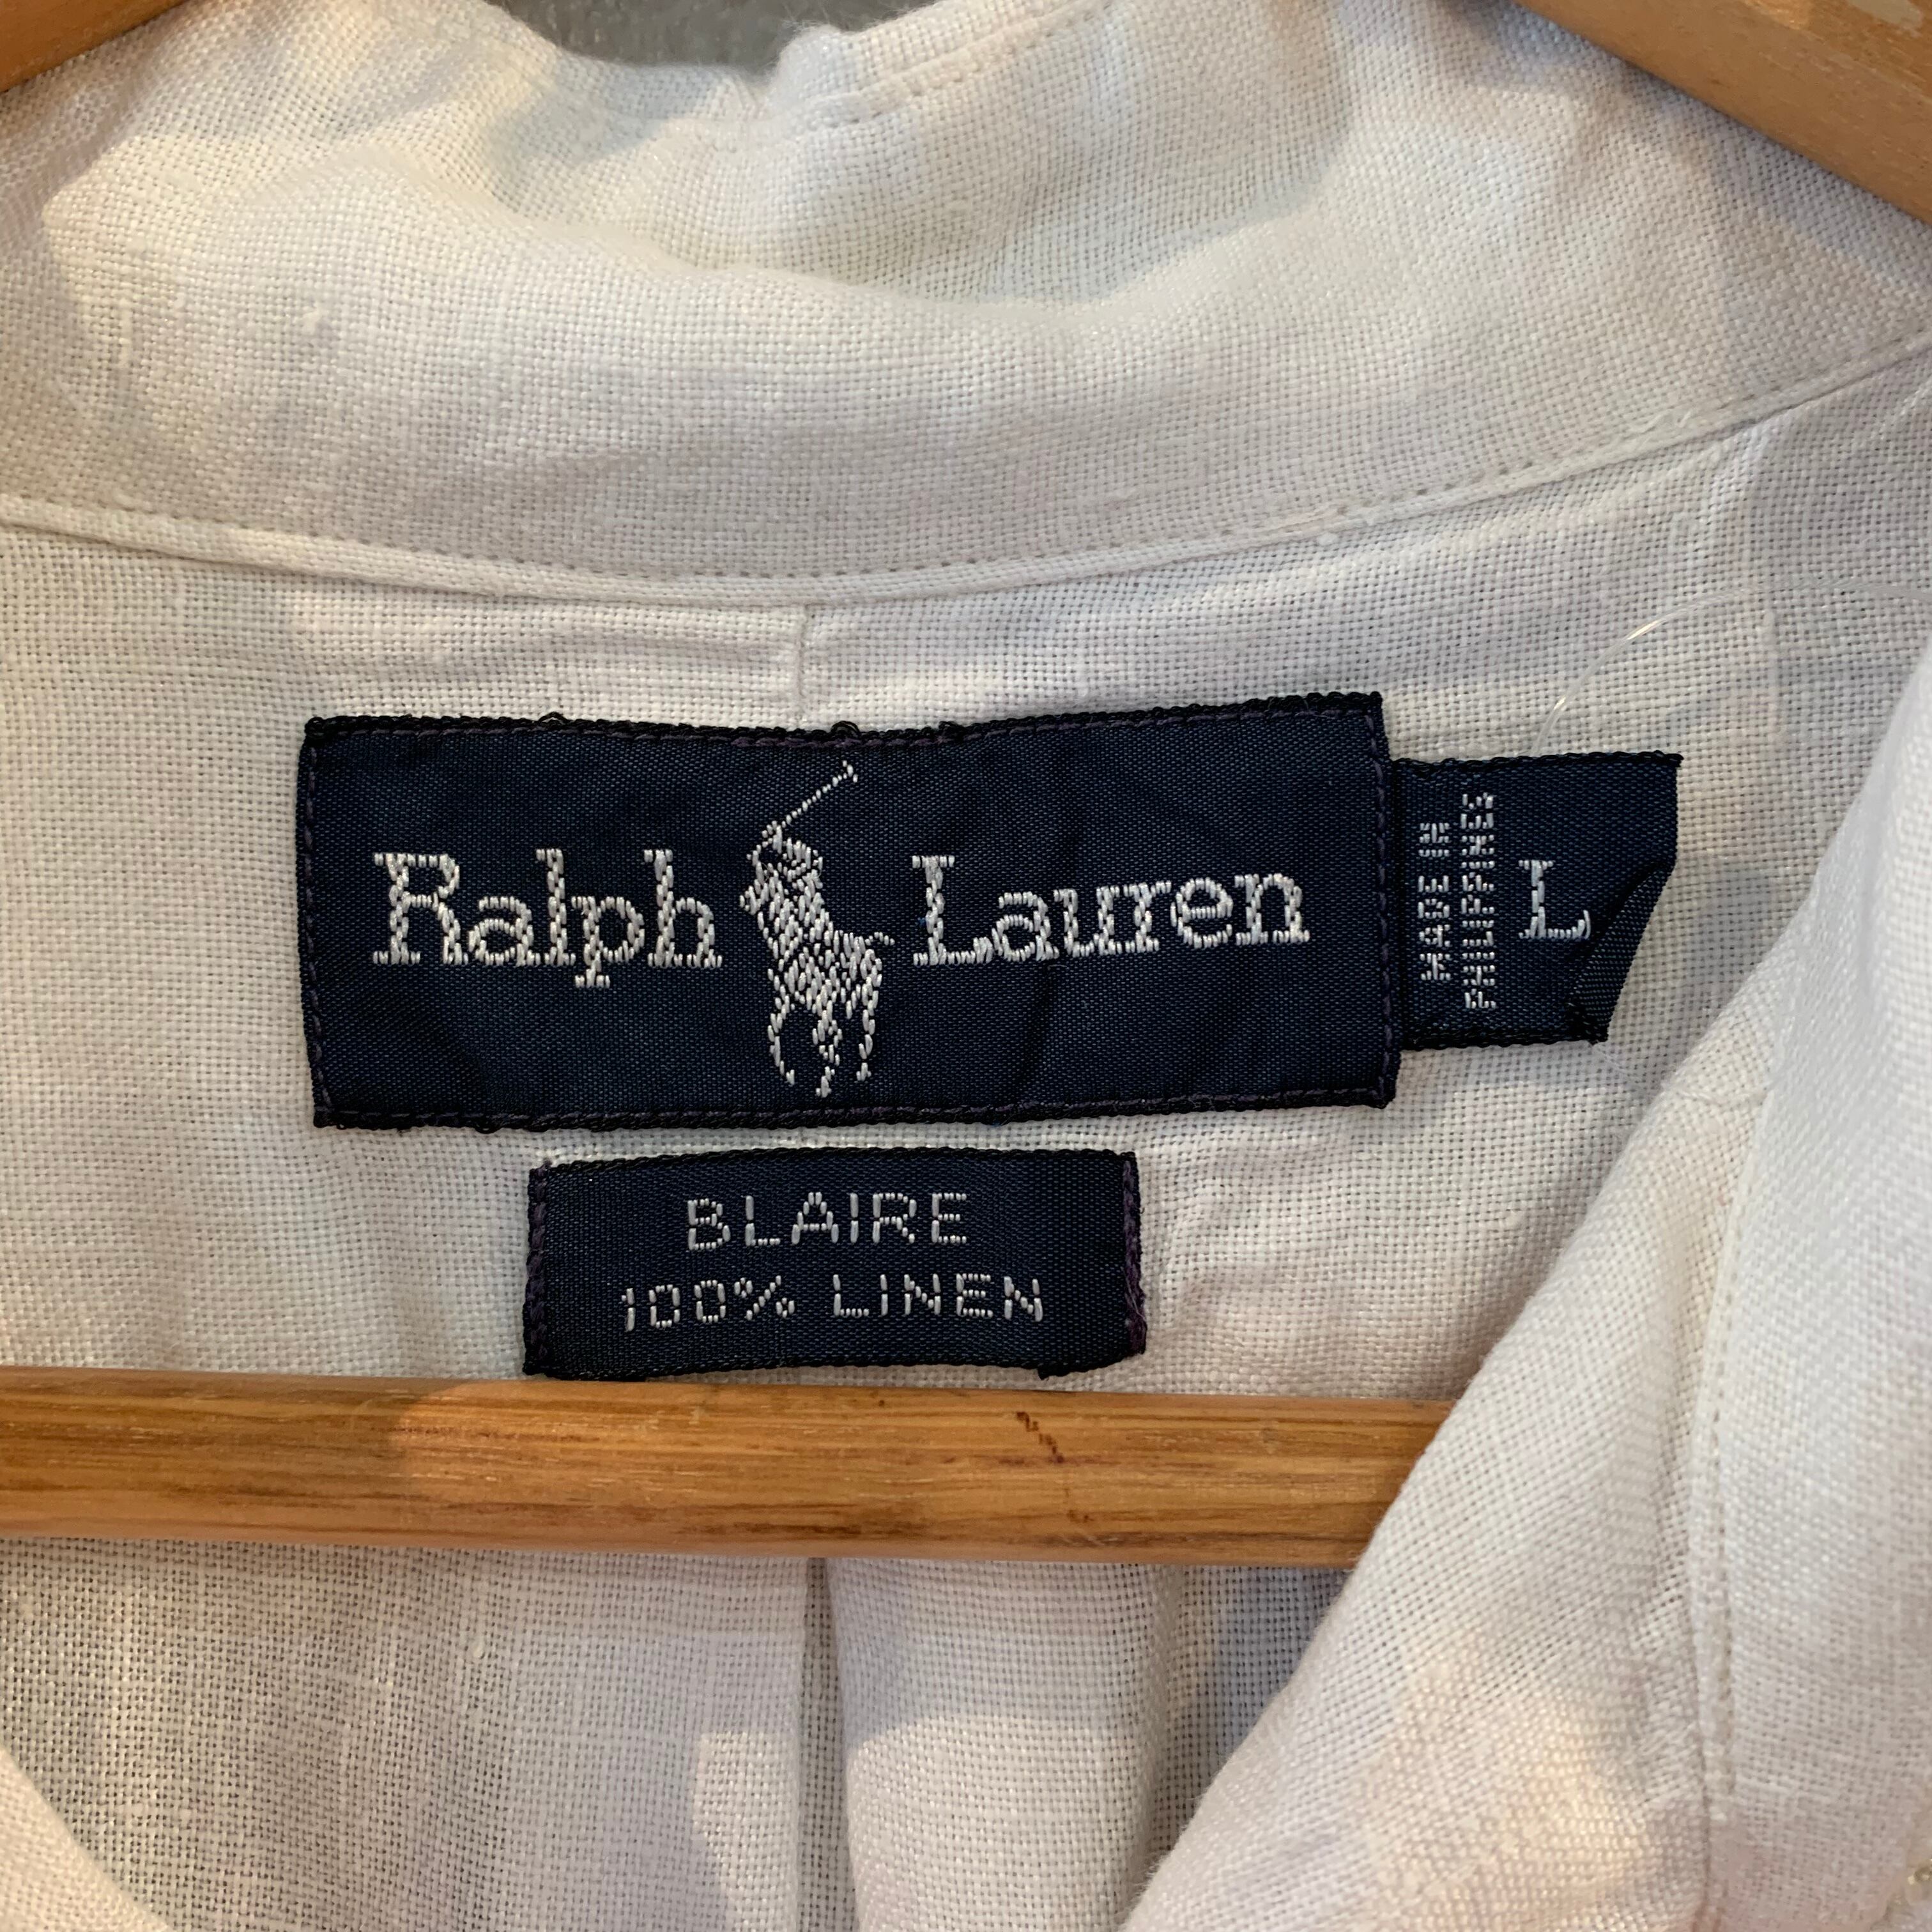 Ralph Lauren
MADE IN
PHILIPPINES
L
BLAIRE
100% LINEN